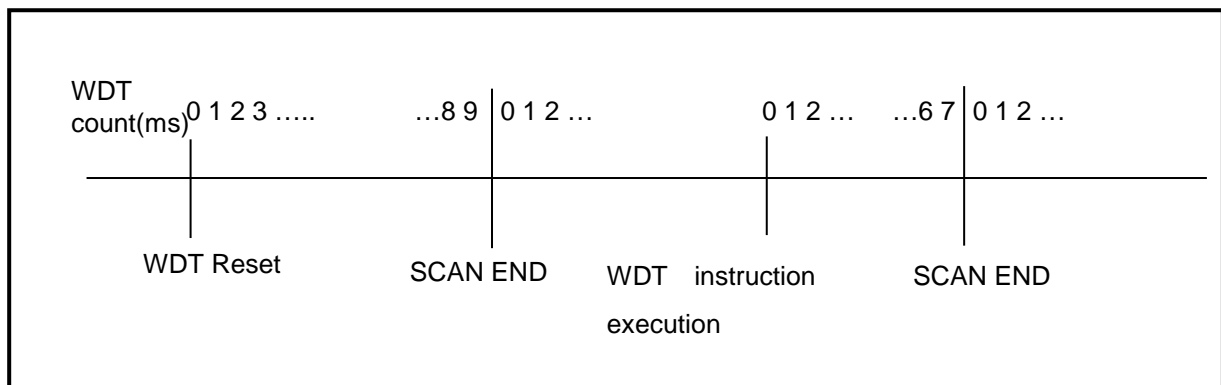 WDT
count(ms) 0 1 2 3 ….. …8 9 0 1 2 … 0 1 2 … …6 7 0 1 2 …
WDT Reset SCAN END WDT instruction SCAN END
execution